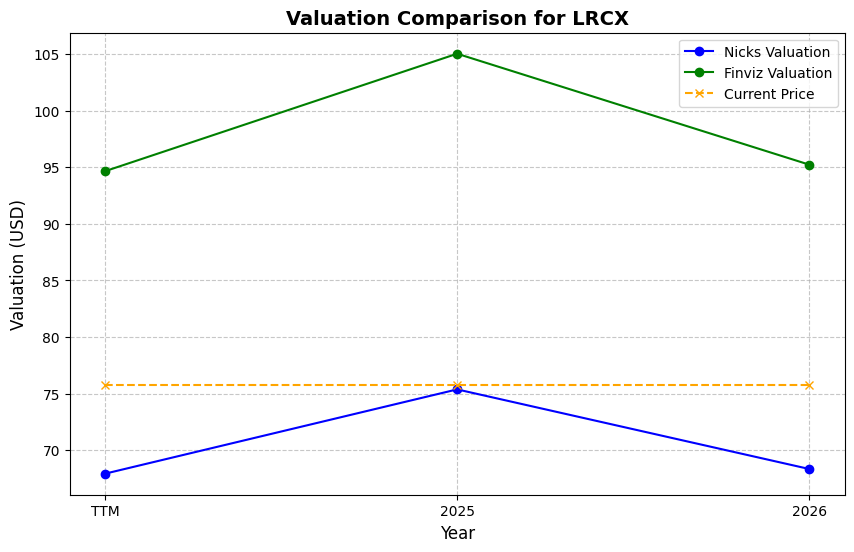 Valuation Comparison for LRCX
Nicks Valuation
Finviz Valuation
Current Price
Valuation (USD)
105
100
95
90
85
80
75
70
TTM
2025
2026
Year